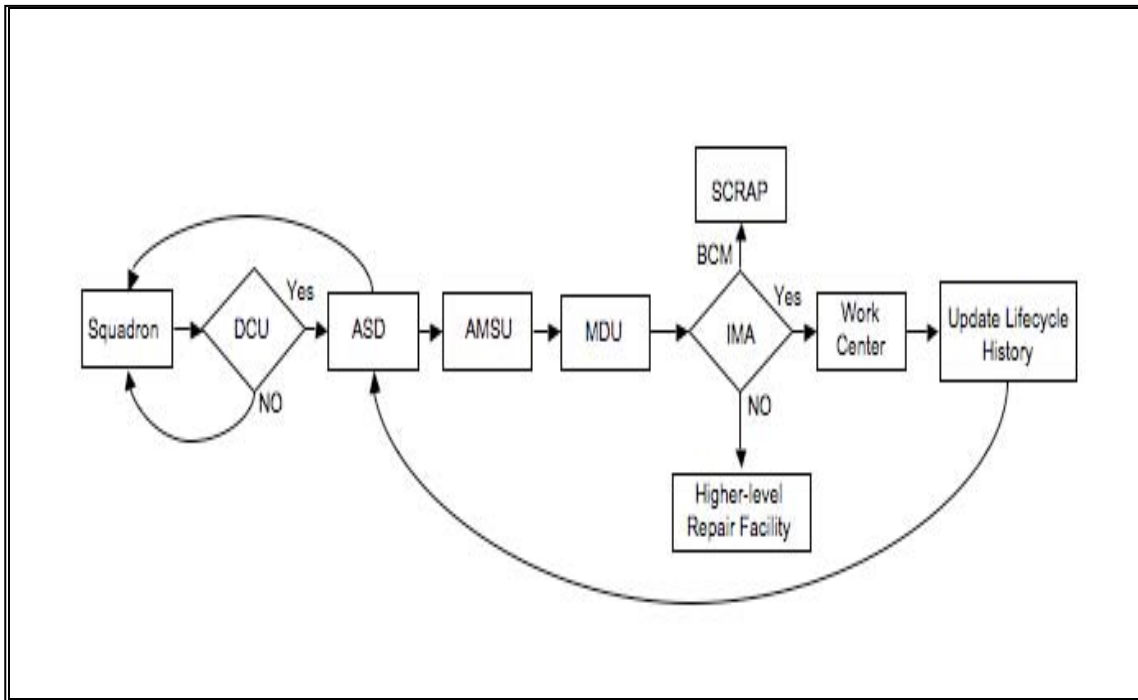 SCRAP
BCM
Yes
Yes
Squadron
DCU
ASD
AMSU
MDU
IMA
Work
Center
Update Lifecycle
History
NO
NO
Higher-level
Repair Facility